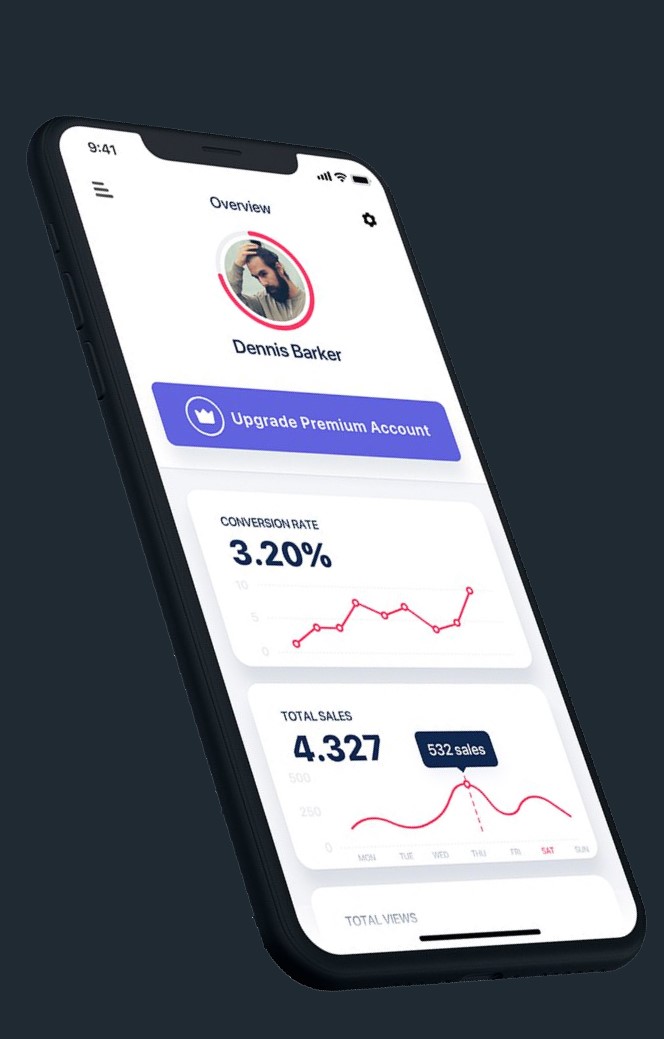 9:41
Overview
Dennis Barker
Upgrade Premium Account
CONVERSION RATE
3.20%
10
5
0
TOTAL SALES
4.327
532 sales
500
250
0
MON TUE WED THU FRI SAT SUN
TOTAL VIEWS